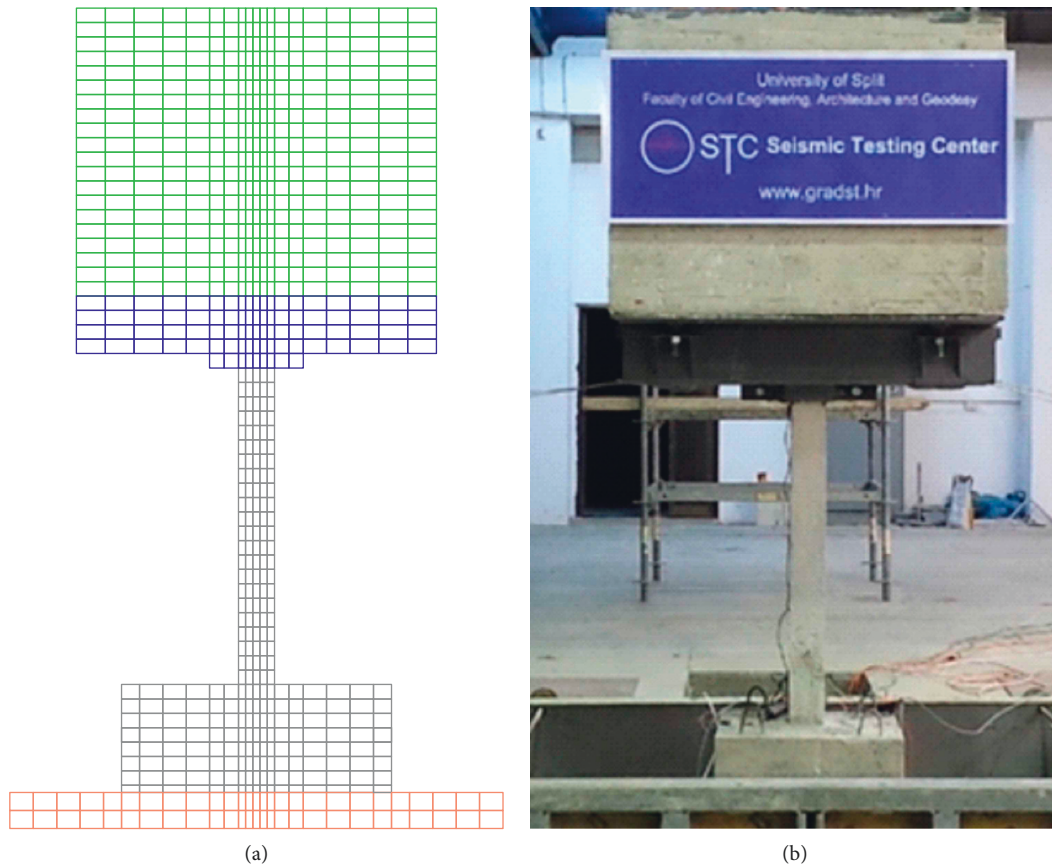 University of Split
Faculty of Civil Engineering, Architecture and Geodesy
STC Seismic Testing Center
www.gradst.hr
(a)
(b)